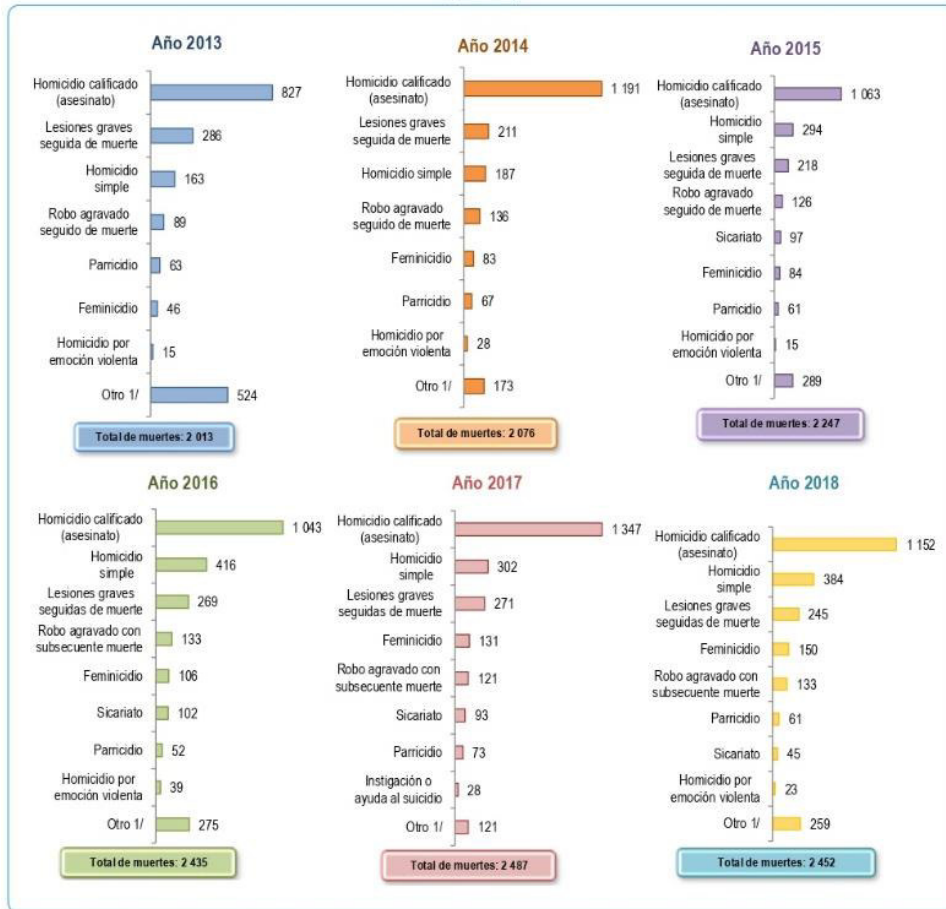 Año 2013
Homicidio calificado
(asesinato)
827
Lesiones graves
seguida de muerte
286
Homicidio
simple
163
Robo agravado
seguido de muerte
89
Parricidio
63
Feminicidio
46
Homicidio por
emoción violenta
15
Otro 1/
524
Total de muertes: 2 013
Año 2014
Homicidio calificado
(asesinato)
1 191
Lesiones graves
seguida de muerte
211
Homicidio simple
187
Robo agravado
seguido de muerte
136
Feminicidio
83
Parricidio
67
Homicidio por
emoción violenta
28
Otro 1/
173
Total de muertes: 2 076
Año 2015
Homicidio calificado
(asesinato)
1 063
Homicidio
simple
294
Lesiones graves
seguida de muerte
218
Robo agravado
seguido de muerte
126
Sicariato
97
Feminicidio
84
Parricidio
61
Homicidio por
emoción violenta
15
Otro 1/
289
Total de muertes: 2 247
Año 2016
Homicidio calificado
(asesinato)
1 043
Homicidio
simple
416
Lesiones graves
seguidas de muerte
269
Robo agravado con
subsecuente muerte
133
Feminicidio
106
Sicariato
102
Parricidio
52
Homicidio por
emoción violenta
39
Otro 1/
275
Total de muertes: 2 435
Año 2017
Homicidio calificado
(asesinato)
1 347
Homicidio
simple
302
Lesiones graves
seguidas de muerte
271
Feminicidio
131
Robo agravado con
subsecuente muerte
121
Sicariato
93
Parricidio
73
Instigación o
ayuda al suicidio
28
Otro 1/
121
Total de muertes: 2 487
Año 2018
Homicidio calificado
(asesinato)
1 152
Homicidio
simple
384
Lesiones graves
seguidas de muerte
245
Feminicidio
150
Robo agravado con
subsecuente muerte
133
Parricidio
61
Sicariato
45
Homicidio por
emoción violenta
23
Otro 1/
259
Total de muertes: 2 452